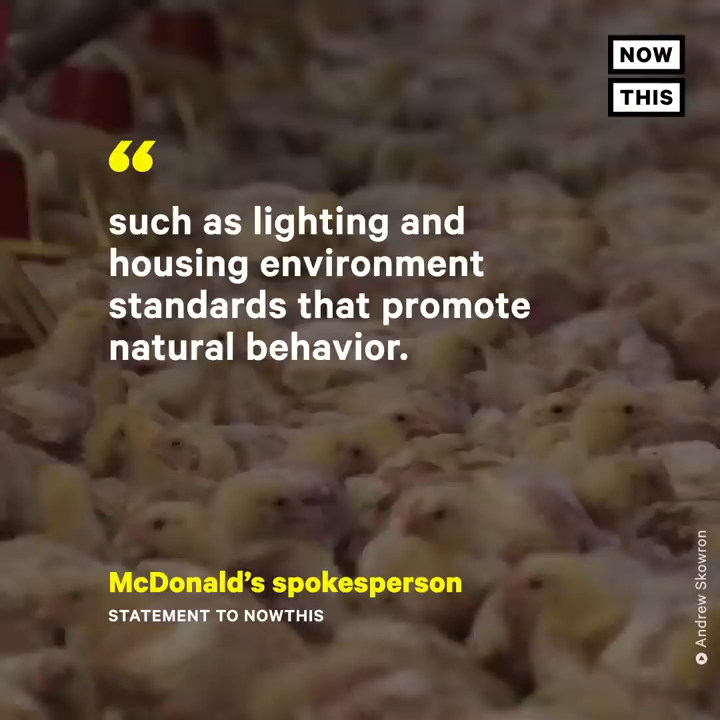 NOW
THIS
“
such as lighting and
housing environment
standards that promote
natural behavior.
McDonald’s spokesperson
STATEMENT TO NOWTHIS
Andrew Skowron